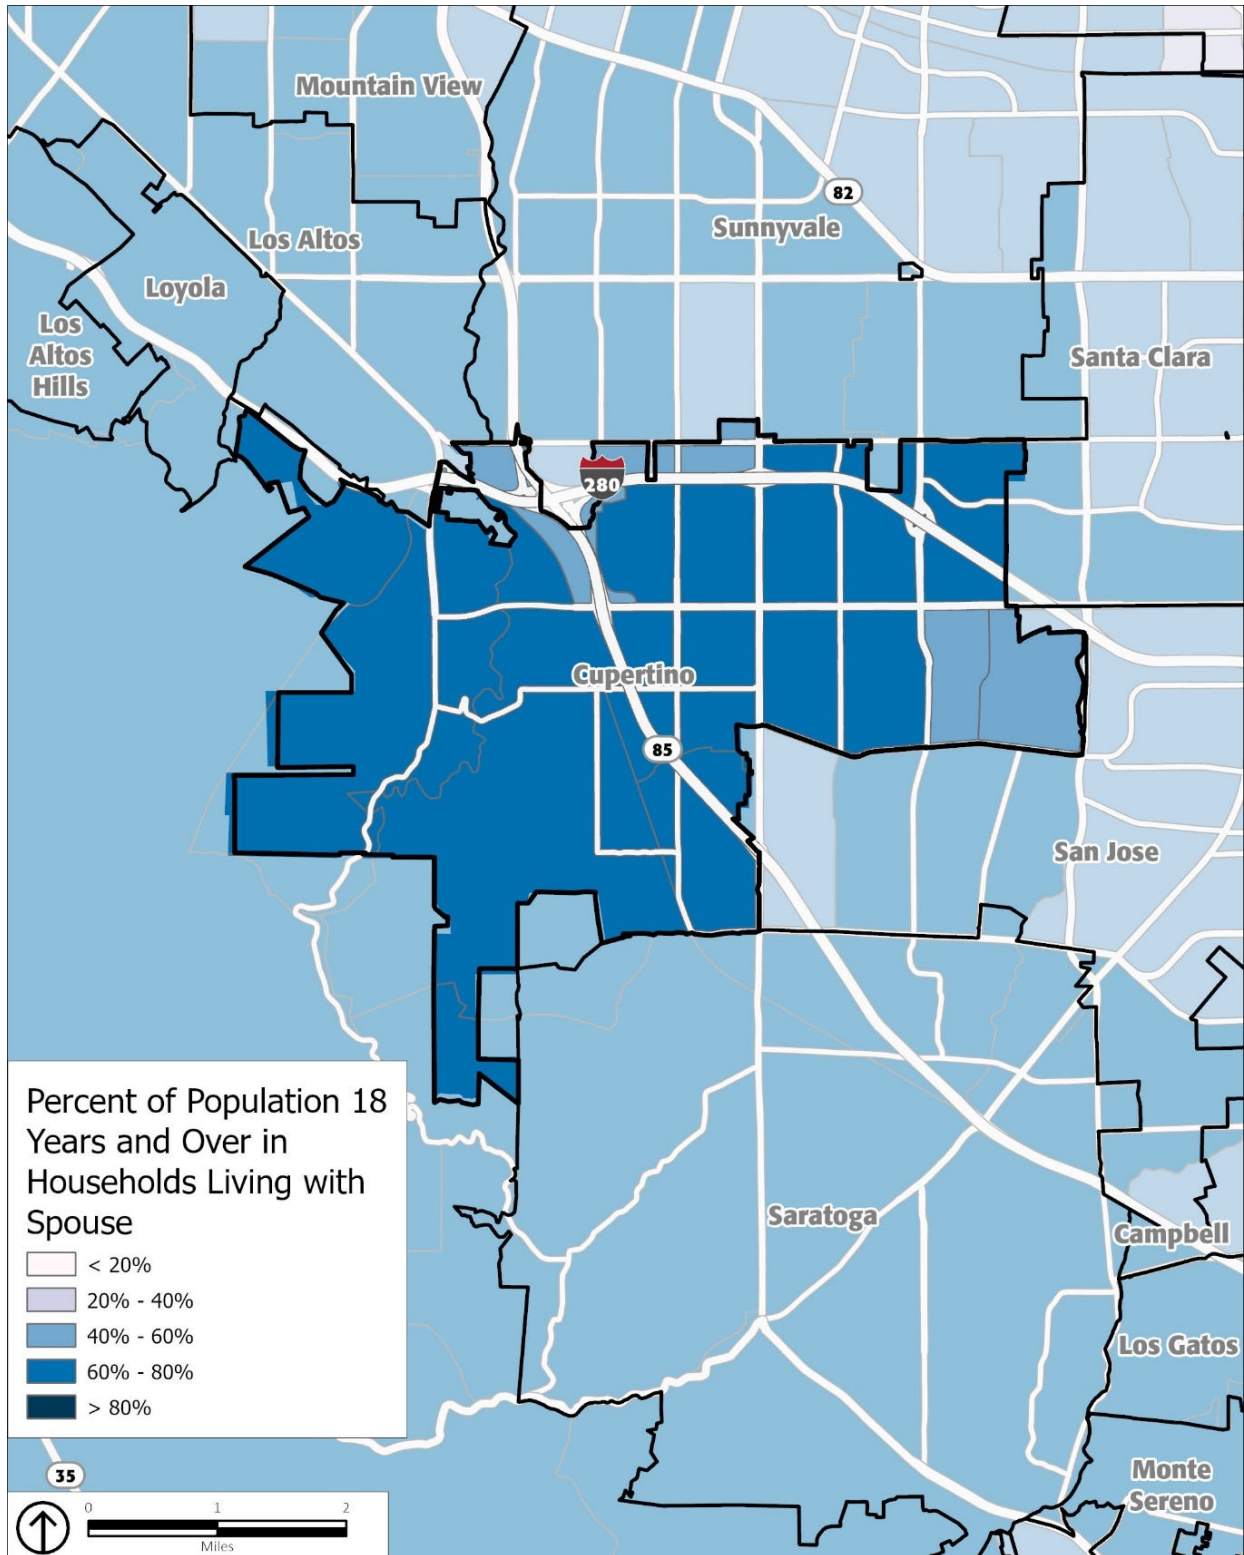 Mountain View
82
Sunnyvale
Los Altos
Loyola
Los
Altos
Hills
Santa Clara
280
Cupertino
85
San Jose
Percent of Population 18
Years and Over in
Households Living with
Spouse
< 20%
20% - 40%
40% - 60%
60% - 80%
> 80%
Saratoga
Campbell
Los Gatos
Monte
Sereno
35
0 1 2
Miles